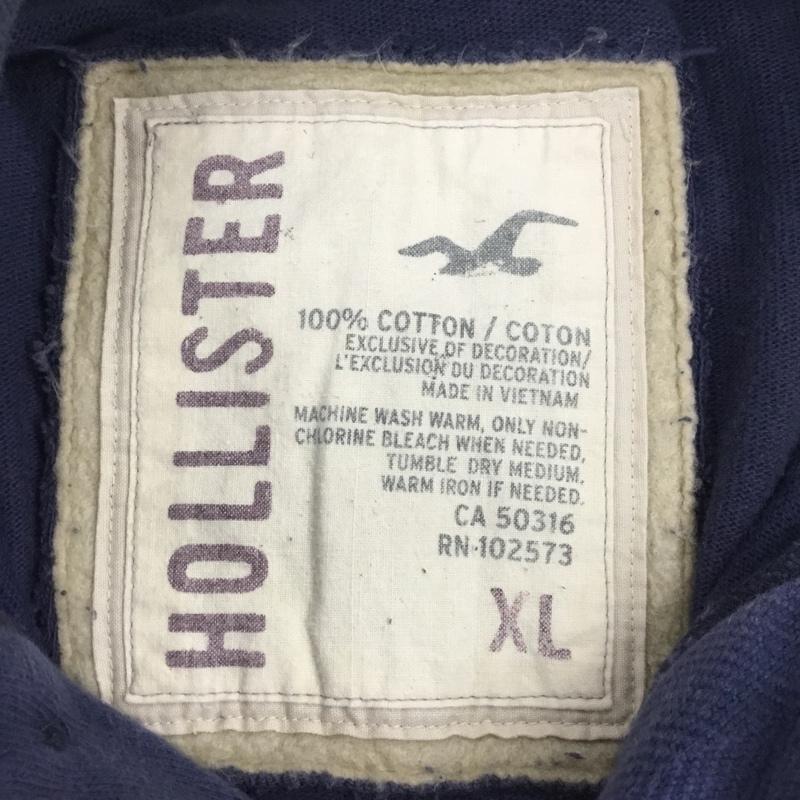 HOLLISTER
100% COTTON / COTON
EXCLUSIVE OF DECORATION/
L'EXCLUSION DU DECORATION
MADE IN VIETNAM
MACHINE WASH WARM, ONLY NON-
CHLORINE BLEACH WHEN NEEDED,
TUMBLE DRY MEDIUM,
WARM IRON IF NEEDED.
CA 50316
RN-102573
XL